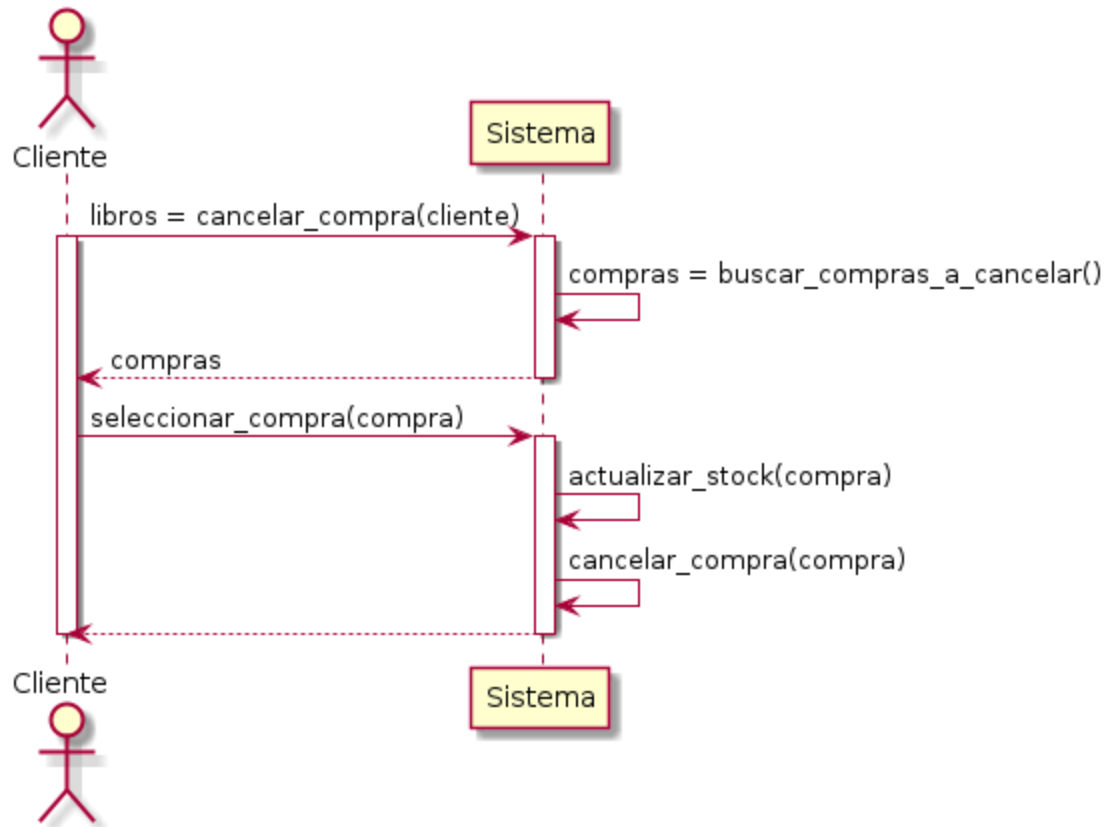 Cliente
Sistema
libros = cancelar_compra(cliente)
compras = buscar_compras_a_cancelar()
compras
seleccionar_compra(compra)
actualizar_stock(compra)
cancelar_compra(compra)
Cliente
Sistema